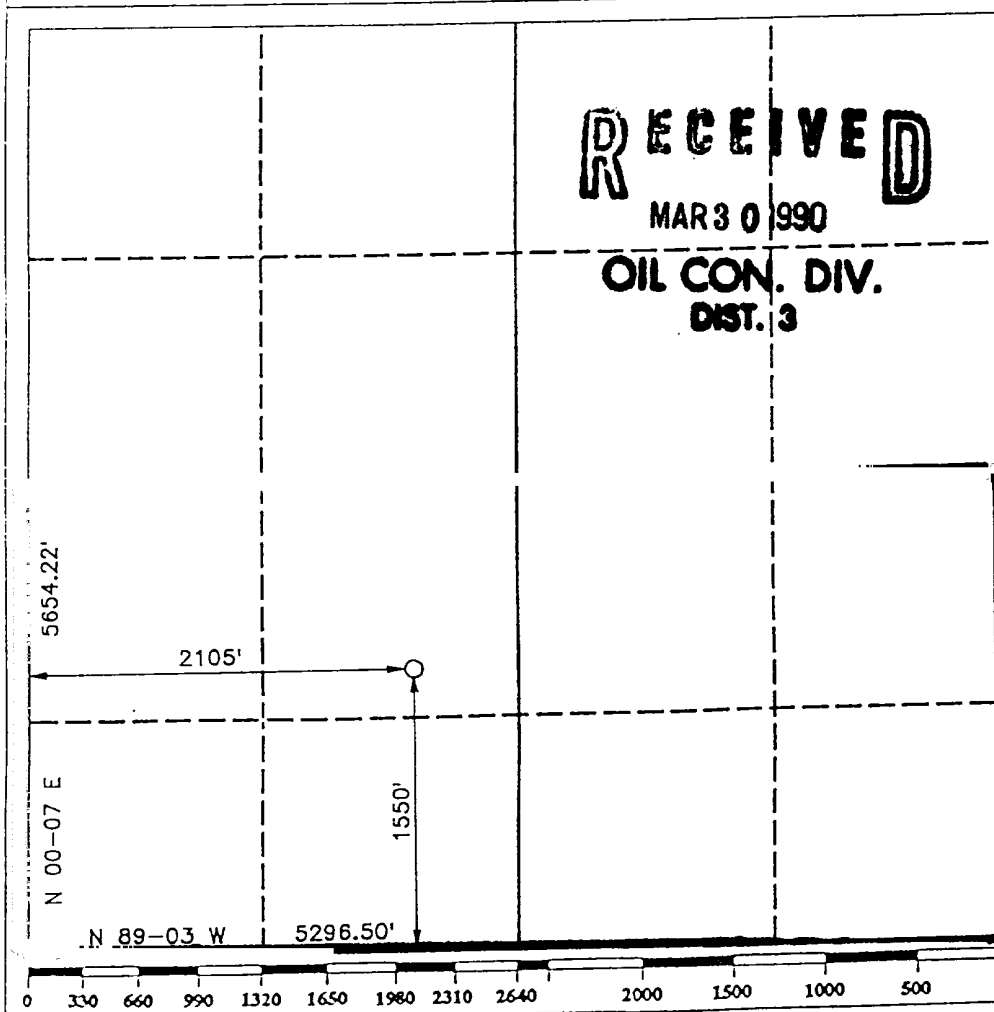 RECEIVED
MAR 3 0 1990
OIL CON. DIV.
DIST. 3
5654.22'
2105'
1550'
N 00-07 E
N 89-03 W 5296.50'
0 330 660 990 1320 1650 1980 2310 2640 2000 1500 1000 500